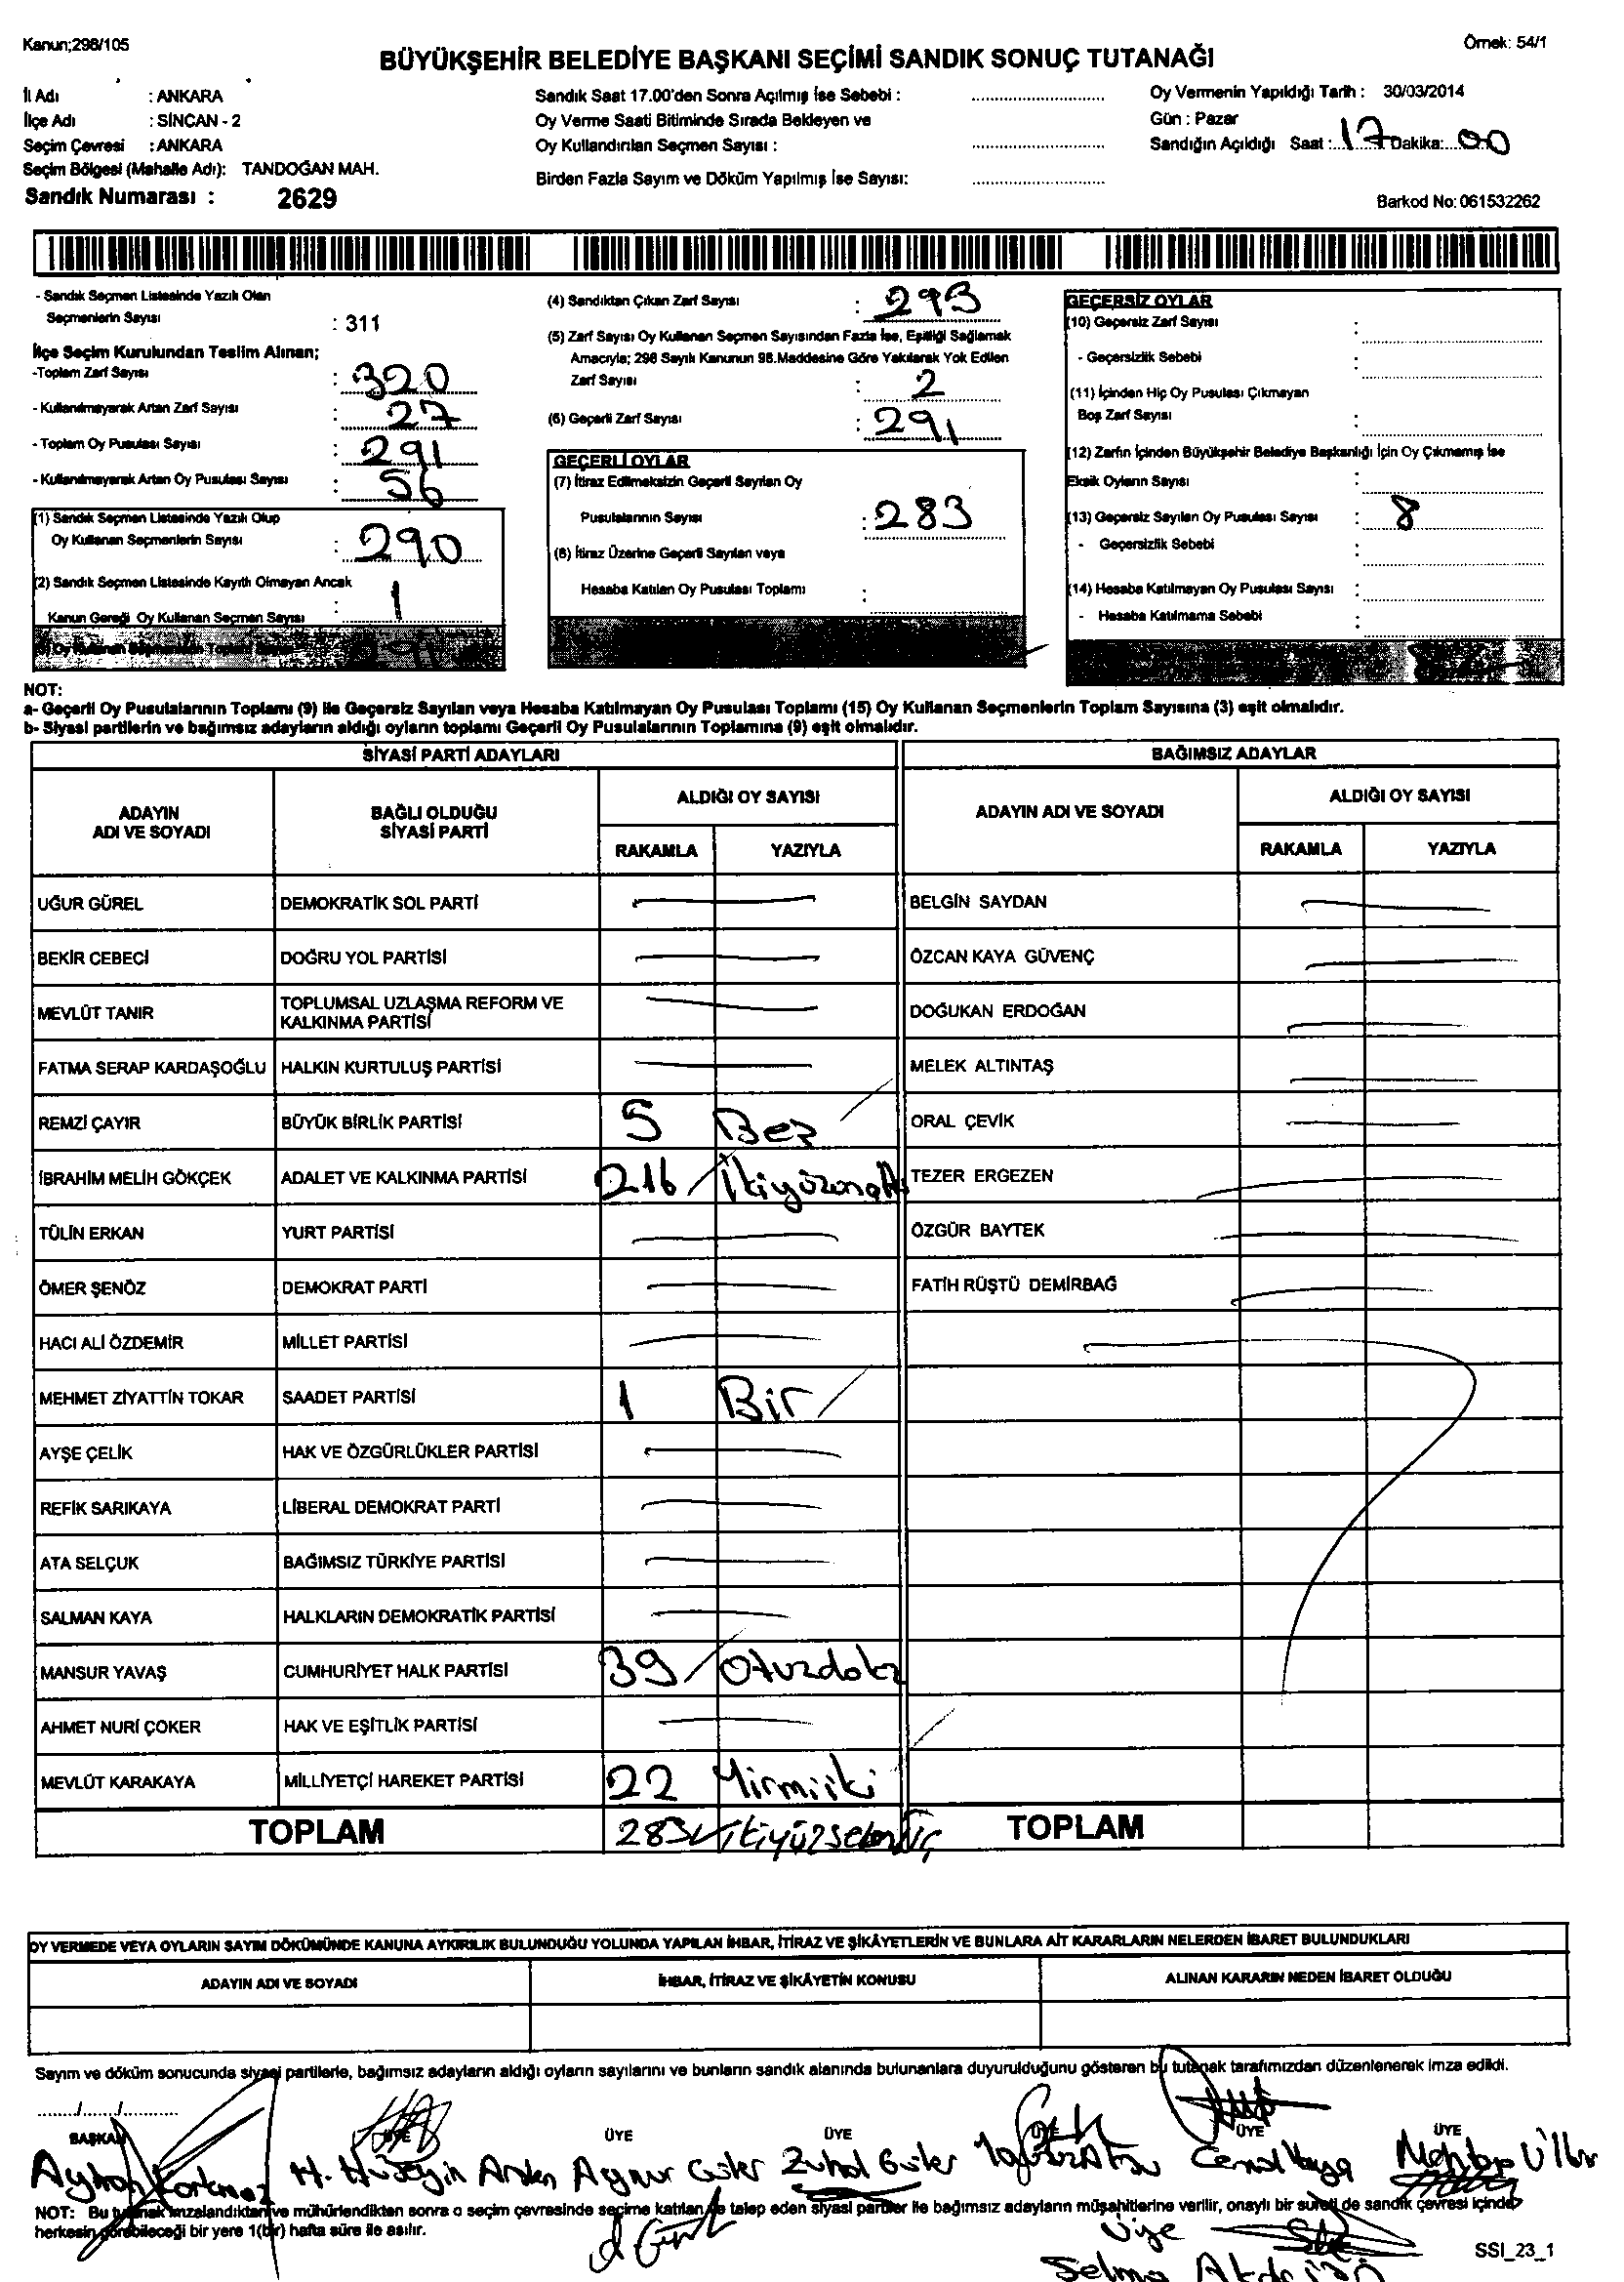 Kanun;298/105
Örnek: 54/1
BÜYÜKŞEHİR BELEDİYE BAŞKANI SEÇİMİ SANDIK SONUÇ TUTANAĞI
İl Adı : ANKARA
İlçe Adı : SİNCAN - 2
Seçim Çevresi : ANKARA
Seçim Bölgesi (Mahalle Adı): TANDOĞAN MAH.
Sandık Numarası : 2629
Sandık Saat 17.00'den Sonra Açılmış İse Sebebi :
Oy Verme Saati Bitiminde Sırada Bekleyen ve
Oy Kullandırılan Seçmen Sayısı :
Birden Fazla Sayım ve Döküm Yapılmış İse Sayısı:
Oy Vermenin Yapıldığı Tarih : 30/03/2014
Gün : Pazar
Sandığın Açıldığı Saat : 17 Dakika: 00
Barkod No: 061532262
- Sandık Seçmen Listesinde Yazılı Olan
Seçmenlerin Sayısı : 311
İlçe Seçim Kurulundan Teslim Alınan;
-Toplam Zarf Sayısı : 320
- Kullanılmayarak Artan Zarf Sayısı : 27
- Toplam Oy Pusulası Sayısı : 291
- Kullanılmayarak Artan Oy Pusulası Sayısı : 56
(1) Sandık Seçmen Listesinde Yazılı Olup
Oy Kullanan Seçmenlerin Sayısı : 290
(2) Sandık Seçmen Listesinde Kayıtlı Olmayan Ancak
Kanun Gereği Oy Kullanan Seçmen Sayısı : 1
(3) Oy Kullanan Seçmenlerin Toplam Sayısı 291
(4) Sandıktan Çıkan Zarf Sayısı : 293
(5) Zarf Sayısı Oy Kullanan Seçmen Sayısından Fazla İse, Eşitliği Sağlamak
Amacıyla; 298 Sayılı Kanunun 98.Maddesine Göre Yakılarak Yok Edilen
Zarf Sayısı : 2
(6) Geçerli Zarf Sayısı : 291
GEÇERLİ OYLAR
(7) İtiraz Edilmeksizin Geçerli Sayılan Oy
Pusulalarının Sayısı : 283
(8) İtiraz Üzerine Geçerli Sayılan veya
Hesaba Katılan Oy Pusulası Toplamı :
GEÇERSİZ OYLAR
(10) Geçersiz Zarf Sayısı :
- Geçersizlik Sebebi :
(11) İçinden Hiç Oy Pusulası Çıkmayan
Boş Zarf Sayısı :
(12) Zarfın İçinden Büyükşehir Belediye Başkanlığı İçin Oy Çıkmamış İse
Eksik Oyların Sayısı :
(13) Geçersiz Sayılan Oy Pusulası Sayısı : 8
- Geçersizlik Sebebi :
(14) Hesaba Katılmayan Oy Pusulası Sayısı :
- Hesaba Katılmama Sebebi :
NOT:
a- Geçerli Oy Pusulalarının Toplamı (9) ile Geçersiz Sayılan veya Hesaba Katılmayan Oy Pusulası Toplamı (15) Oy Kullanan Seçmenlerin Toplam Sayısına (3) eşit olmalıdır.
b- Siyasi partilerin ve bağımsız adayların aldığı oyların toplamı Geçerli Oy Pusulalarının Toplamına (9) eşit olmalıdır.
SİYASİ PARTİ ADAYLARI
BAĞIMSIZ ADAYLAR
ADAYIN ADI VE SOYADI
BAĞLI OLDUĞU SİYASİ PARTİ
ALDIĞI OY SAYISI
RAKAMLA YAZIYLA
ADAYIN ADI VE SOYADI
ALDIĞI OY SAYISI
RAKAMLA YAZIYLA
UĞUR GÜREL DEMOKRATİK SOL PARTİ BELGİN SAYDAN
BEKİR CEBECİ DOĞRU YOL PARTİSİ ÖZCAN KAYA GÜVENÇ
MEVLÜT TANIR TOPLUMSAL UZLAŞMA REFORM VE KALKINMA PARTİSİ DOĞUKAN ERDOĞAN
FATMA SERAP KARDAŞOĞLU HALKIN KURTULUŞ PARTİSİ MELEK ALTINTAŞ
REMZİ ÇAYIR BÜYÜK BİRLİK PARTİSİ 5 Beş ORAL ÇEVİK
İBRAHİM MELİH GÖKÇEK ADALET VE KALKINMA PARTİSİ 216 İkiyüzonaltı TEZER ERGEZEN
TÜLİN ERKAN YURT PARTİSİ ÖZGÜR BAYTEK
ÖMER ŞENÖZ DEMOKRAT PARTİ FATİH RÜŞTÜ DEMİRBAĞ
HACI ALİ ÖZDEMİR MİLLET PARTİSİ
MEHMET ZİYATTİN TOKAR SAADET PARTİSİ 1 Bir
AYŞE ÇELİK HAK VE ÖZGÜRLÜKLER PARTİSİ
REFİK SARIKAYA LİBERAL DEMOKRAT PARTİ
ATA SELÇUK BAĞIMSIZ TÜRKİYE PARTİSİ
SALMAN KAYA HALKLARIN DEMOKRATİK PARTİSİ
MANSUR YAVAŞ CUMHURİYET HALK PARTİSİ 39 Otuzdokuz
AHMET NURİ ÇOKER HAK VE EŞİTLİK PARTİSİ
MEVLÜT KARAKAYA MİLLİYETÇİ HAREKET PARTİSİ 22 Yirmiiki
TOPLAM 283 İkiyüzseksenüç TOPLAM
OY VERMEDE VEYA OYLARIN SAYIM DÖKÜMÜNDE KANUNA AYKIRILIK BULUNDUĞU YOLUNDA YAPILAN İHBAR, İTİRAZ VE ŞİKÂYETLERİN VE BUNLARA AİT KARARLARIN NELERDEN İBARET BULUNDUKLARI
ADAYIN ADI VE SOYADI İHBAR, İTİRAZ VE ŞİKÂYETİN KONUSU ALINAN KARARIN NEDEN İBARET OLDUĞU
Sayım ve döküm sonucunda siyasi partilerle, bağımsız adayların aldığı oyların sayılarını ve bunların sandık alanında bulunanlara duyurulduğunu gösteren bu tutanak tarafımızdan düzenlenerek imza edildi.
....../....../............
BAŞKAN ÜYE ÜYE ÜYE ÜYE ÜYE
Ayhan Korkmaz H. Hüseyin Arslan Aynur Güler Zuhal Güler Cemal Kaya Mehtap
NOT: Bu tutanak imzalandıktan ve mühürlendikten sonra o seçim çevresinde seçime katılan ve talep eden siyasi partiler ile bağımsız adayların müşahitlerine verilir, onaylı bir sureti de sandık çevresi içinde
herkesin görebileceği bir yere 1(bir) hafta süre ile asılır.
Üye
Selma
SSI_23_1